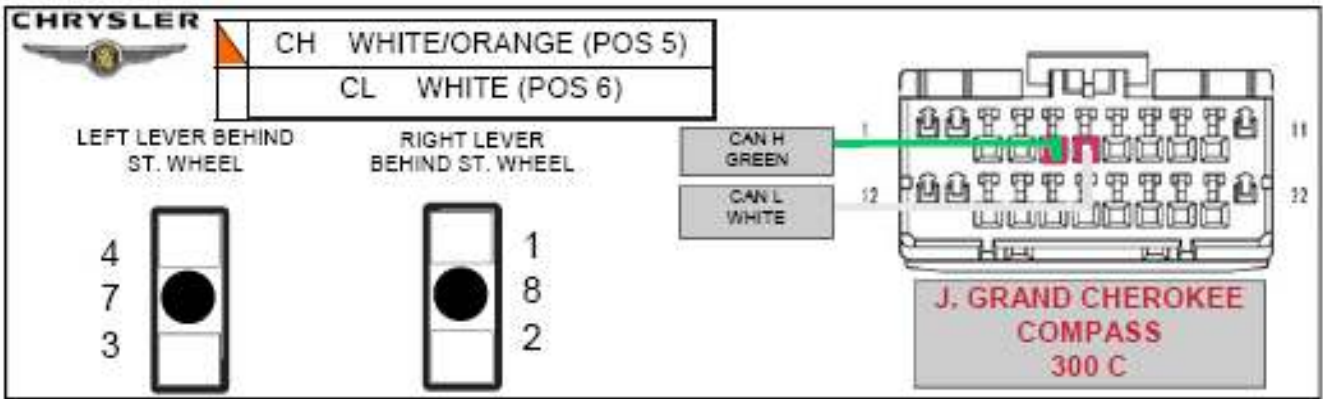 CHRYSLER
CH WHITE/ORANGE (POS 5)
CL WHITE (POS 6)
LEFT LEVER BEHIND
ST. WHEEL
RIGHT LEVER
BEHIND ST. WHEEL
4
7
3
1
8
2
CAN H
GREEN
CAN L
WHITE
1
11
12
22
J. GRAND CHEROKEE
COMPASS
300 C